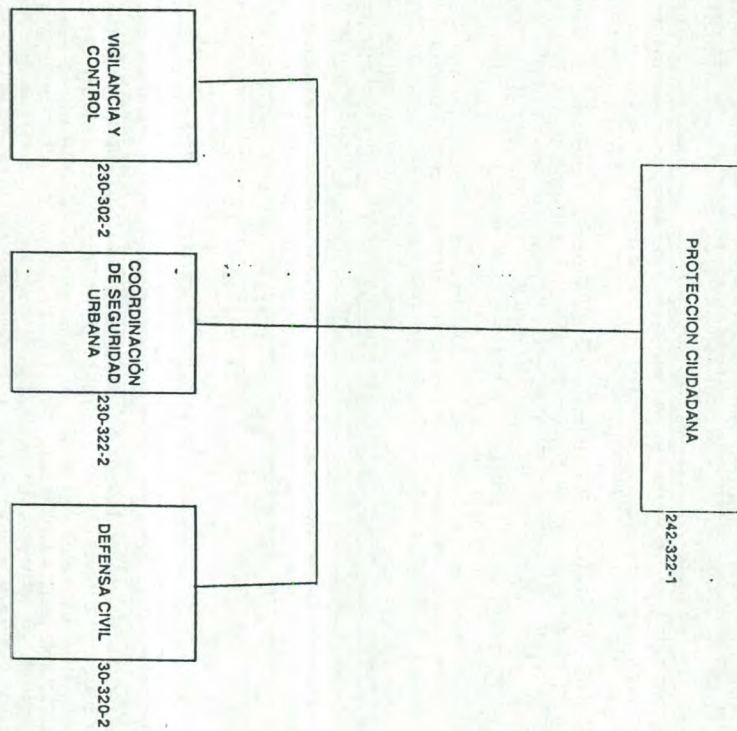 PROTECCION CIUDADANA
242-322-1
VIGILANCIA Y
CONTROL
230-302-2
COORDINACIÓN
DE SEGURIDAD
URBANA
230-322-2
DEFENSA CIVIL
30-320-2